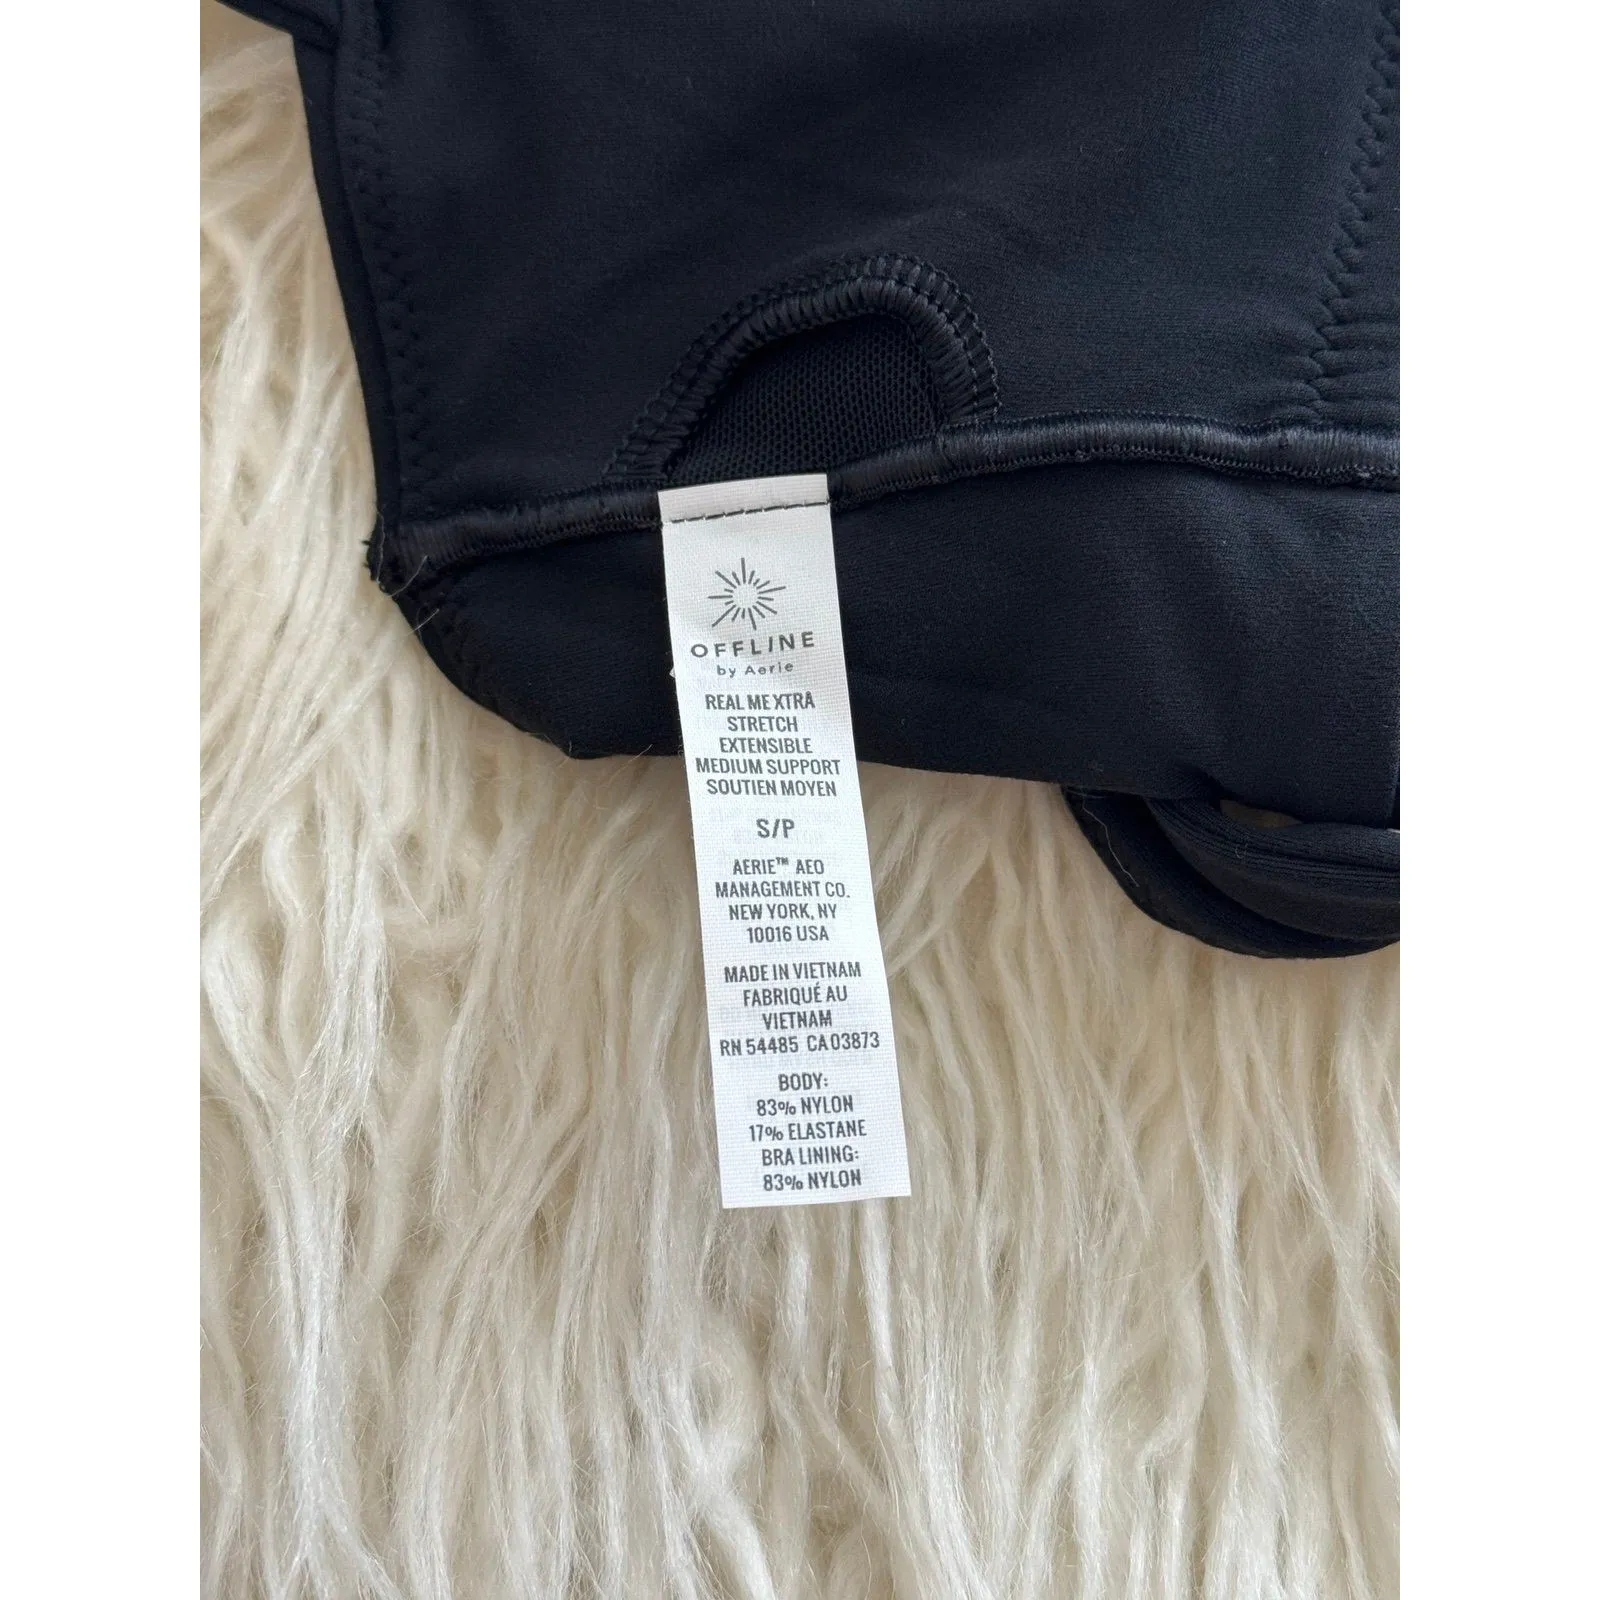 OFFLINE
by Aerie
REAL ME XTRA
STRETCH
EXTENSIBLE
MEDIUM SUPPORT
SOUTIEN MOYEN
S/P
AERIE™ AEO
MANAGEMENT CO.
NEW YORK, NY
10016 USA
MADE IN VIETNAM
FABRIQUÉ AU
VIETNAM
RN 54485 CA03873
BODY:
83% NYLON
17% ELASTANE
BRA LINING:
83% NYLON